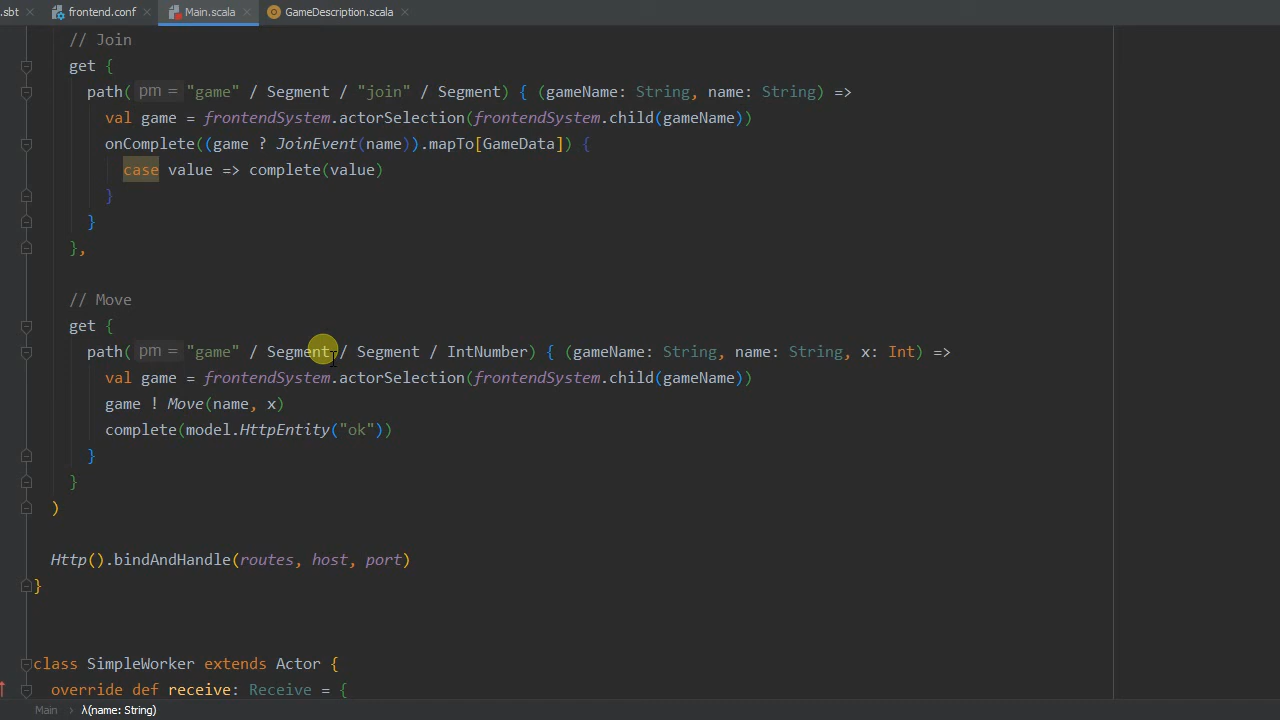 .sbt frontend.conf Main.scala GameDescription.scala
// Join
get {
path( pm = "game" / Segment / "join" / Segment) { (gameName: String, name: String) =>
val game = frontendSystem.actorSelection(frontendSystem.child(gameName))
onComplete((game ? JoinEvent(name)).mapTo[GameData]) {
case value => complete(value)
}
}
},
// Move
get {
path( pm = "game" / Segment / Segment / IntNumber) { (gameName: String, name: String, x: Int) =>
val game = frontendSystem.actorSelection(frontendSystem.child(gameName))
game ! Move(name, x)
complete(model.HttpEntity("ok"))
}
}
)
Http().bindAndHandle(routes, host, port)
}
class SimpleWorker extends Actor {
override def receive: Receive = {
Main λ(name: String)